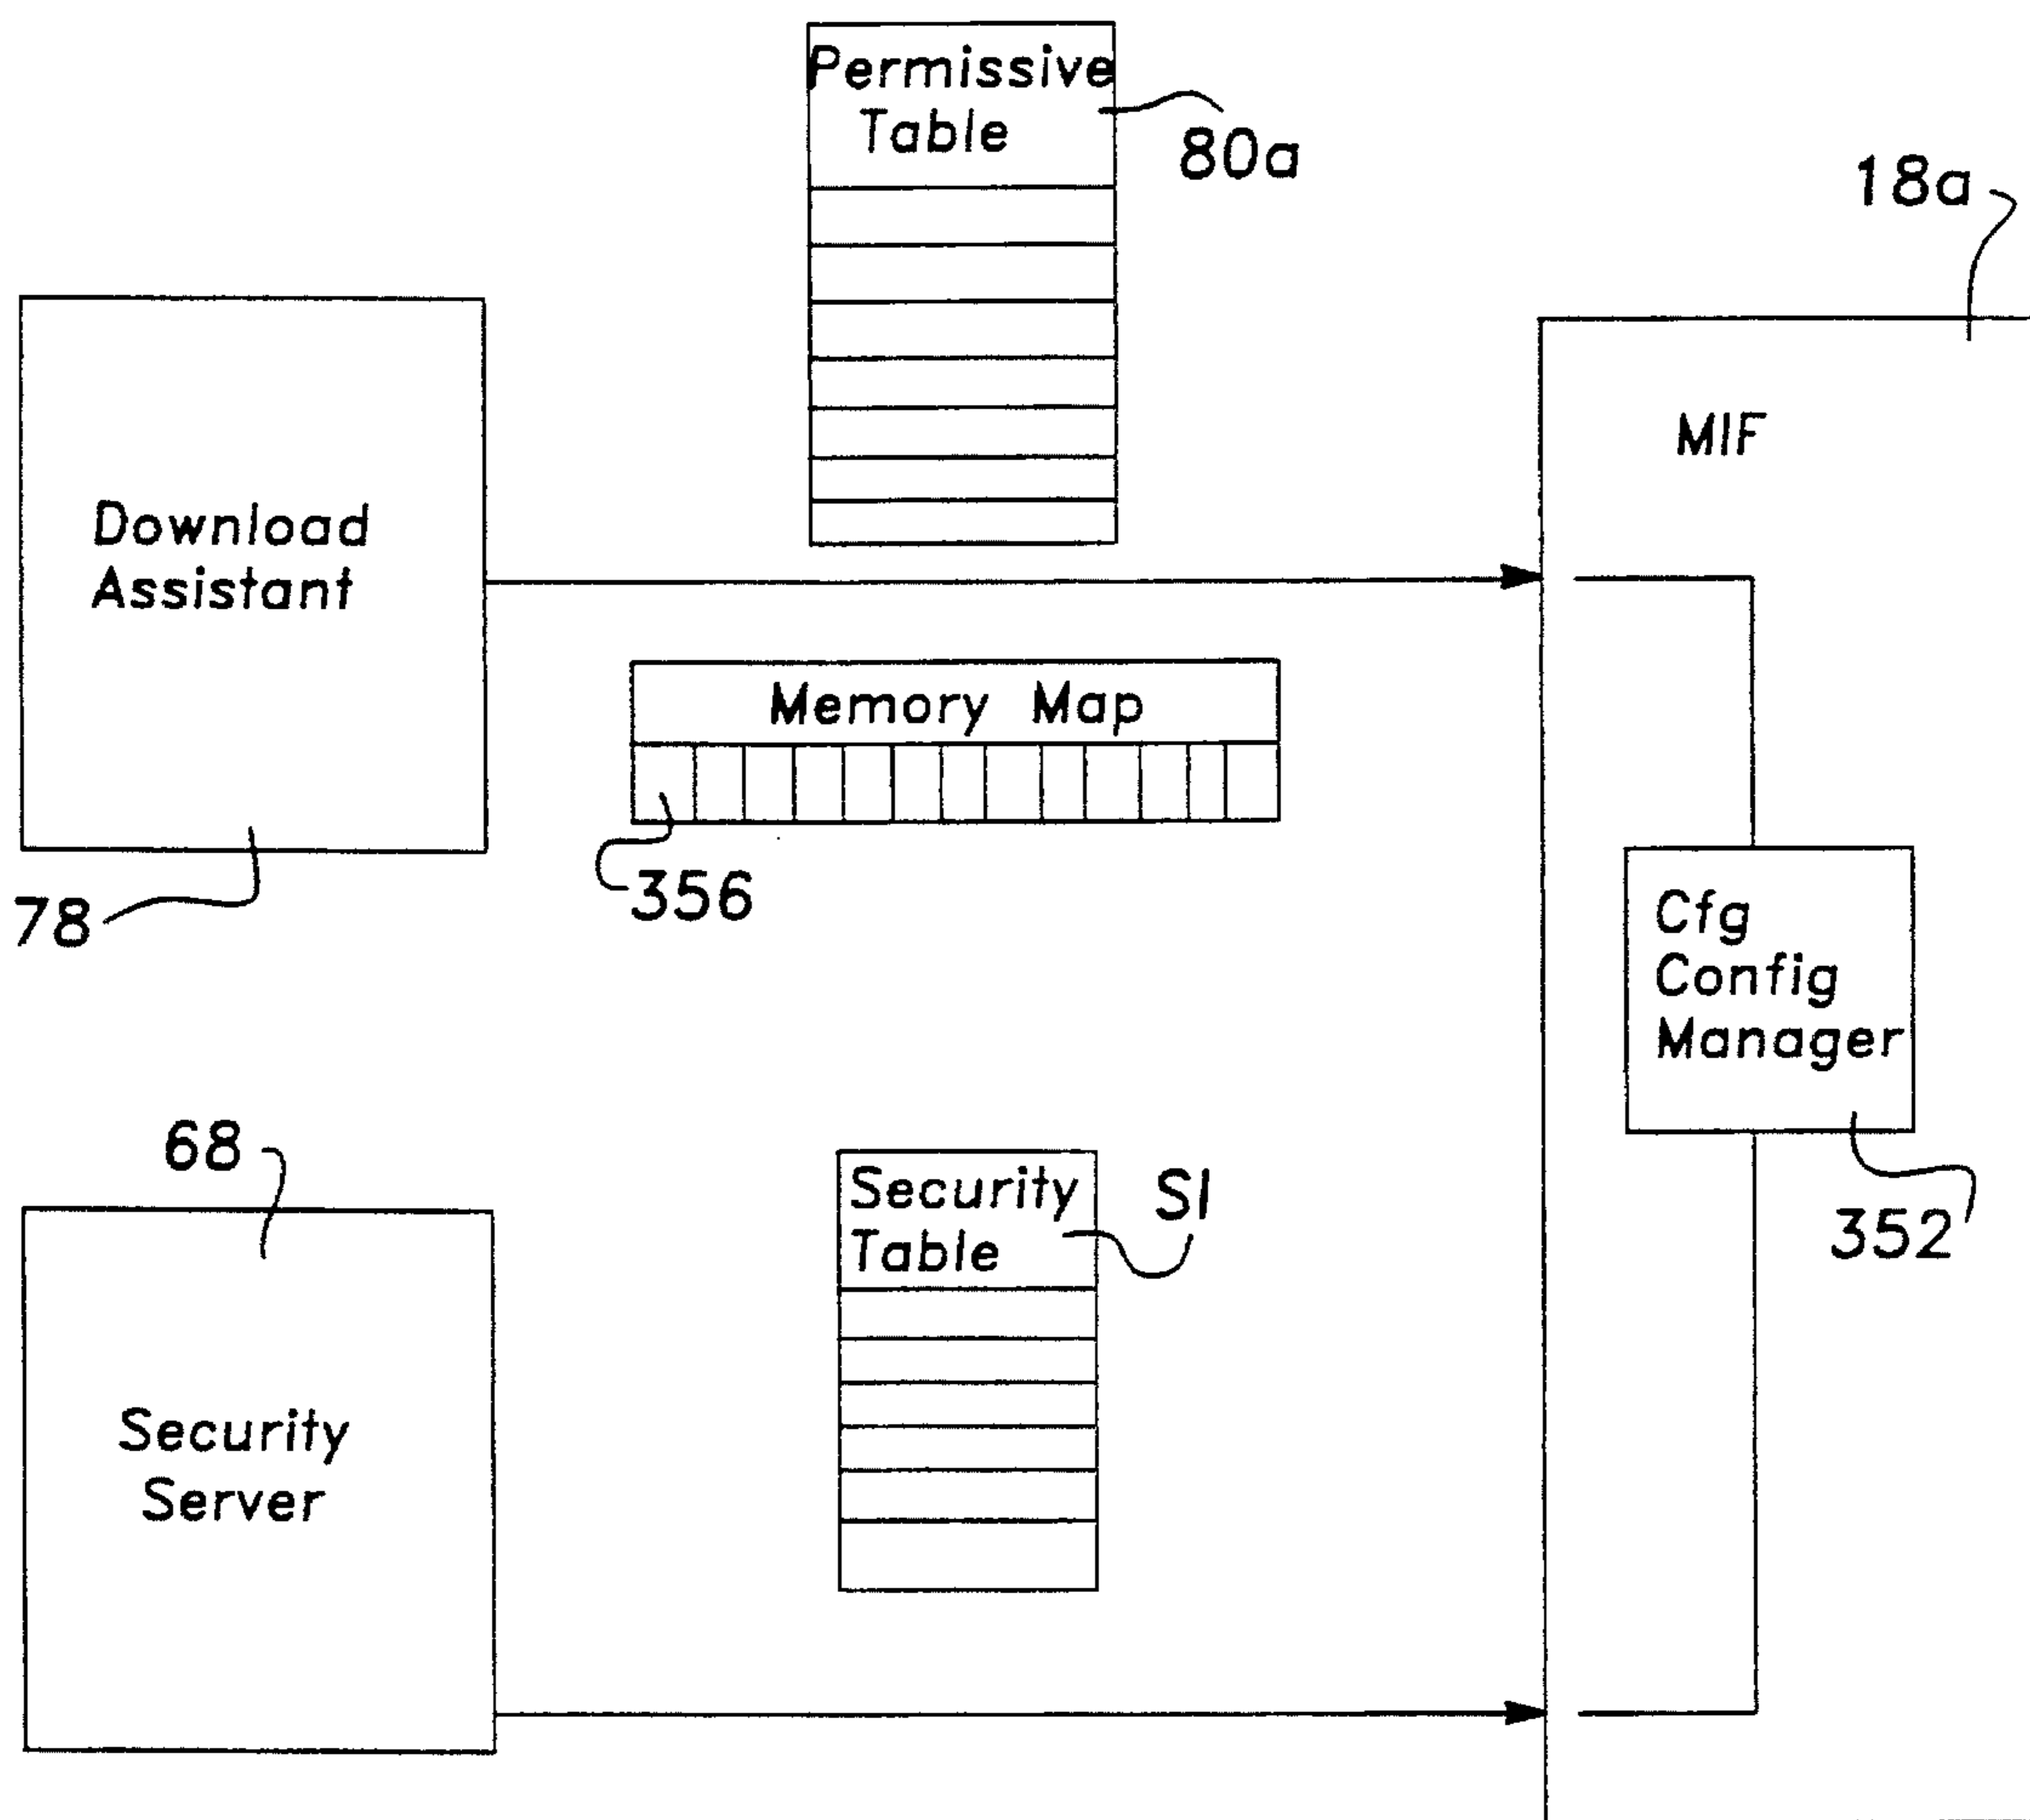 Permissive
Table
80a
18a
MIF
Download
Assistant
Memory Map
356
78
Cfg
Config
Manager
352
68
Security
Table
S1
Security
Server